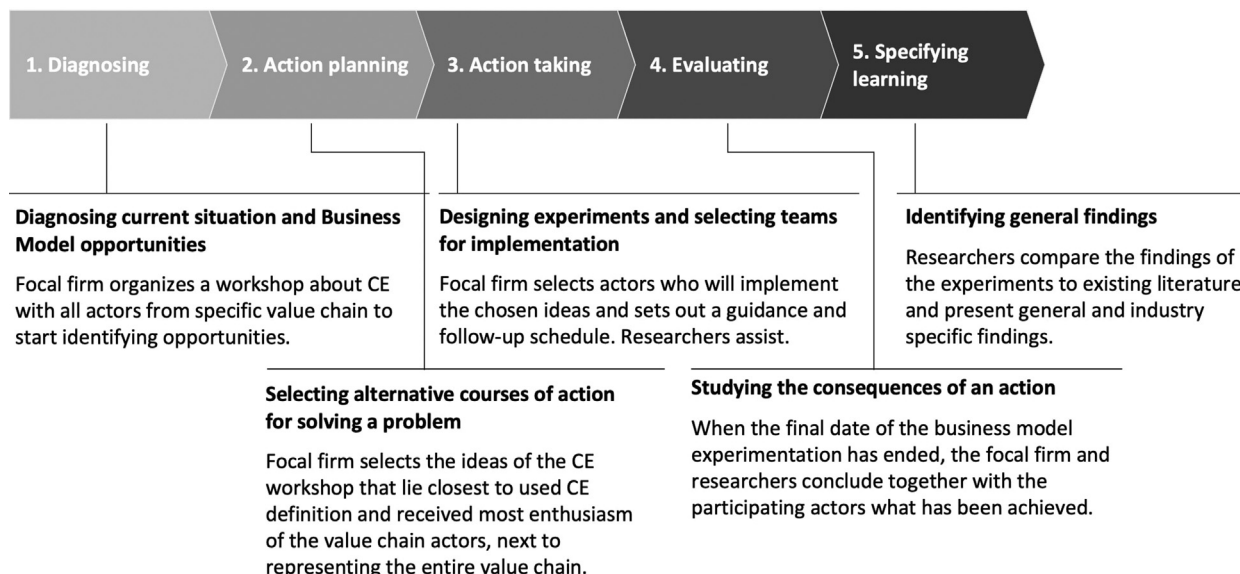 1. Diagnosing
2. Action planning
3. Action taking
4. Evaluating
5. Specifying
learning
Diagnosing current situation and Business
Model opportunities
Focal firm organizes a workshop about CE
with all actors from specific value chain to
start identifying opportunities.
Designing experiments and selecting teams
for implementation
Focal firm selects actors who will implement
the chosen ideas and sets out a guidance and
follow-up schedule. Researchers assist.
Identifying general findings
Researchers compare the findings of
the experiments to existing literature
and present general and industry
specific findings.
Selecting alternative courses of action
for solving a problem
Focal firm selects the ideas of the CE
workshop that lie closest to used CE
definition and received most enthusiasm
of the value chain actors, next to
representing the entire value chain.
Studying the consequences of an action
When the final date of the business model
experimentation has ended, the focal firm and
researchers conclude together with the
participating actors what has been achieved.